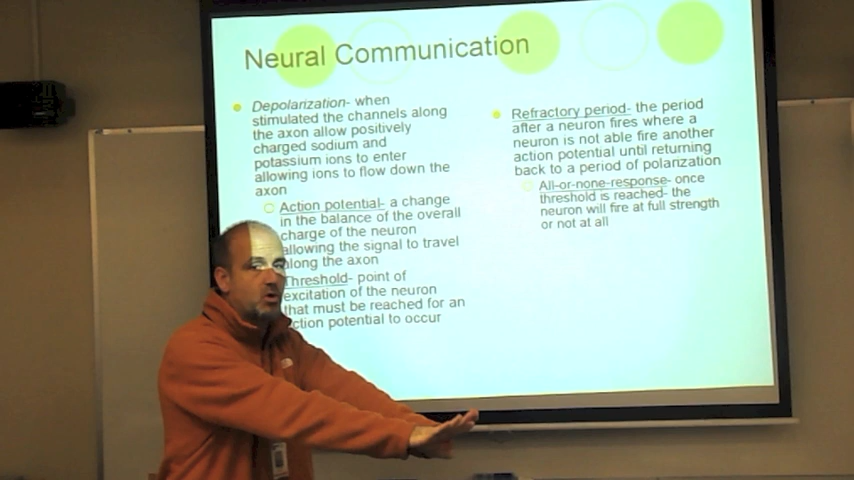 Neural Communication
Depolarization- when
stimulated the channels along
the axon allow positively
charged sodium and
potassium ions to enter
allowing ions to flow down the
axon
Action potential- a change
in the balance of the overall
charge of the neuron
allowing the signal to travel
along the axon
Threshold- point of
excitation of the neuron
that must be reached for an
ction potential to occur
Refractory period- the period
after a neuron fires where a
neuron is not able fire another
action potential until returning
back to a period of polarization
All-or-none-response- once
threshold is reached- the
neuron will fire at full strength
or not at all